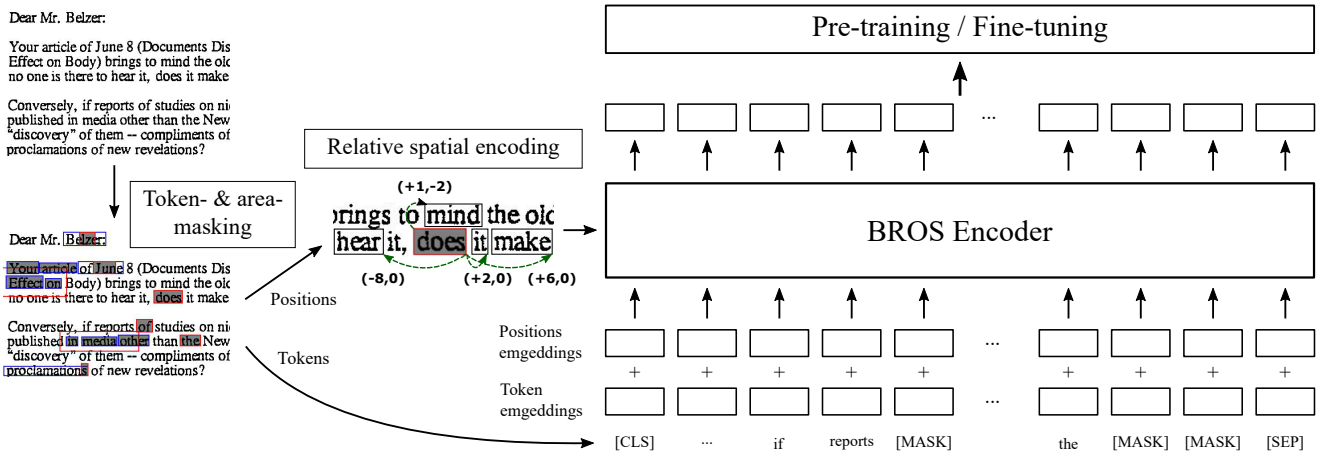 Dear Mr. Belzer:
Your article of June 8 (Documents Dis
Effect on Body) brings to mind the old
no one is there to hear it, does it make
Conversely, if reports of studies on ni
published in media other than the New
“discovery” of them -- compliments of
proclamations of new revelations?
Token- & area-
masking
Dear Mr. Belzer:
Your article of June 8 (Documents Dis
Effect on Body) brings to mind the old
no one is there to hear it, does it make
Conversely, if reports of studies on ni
published in media other than the New
“discovery” of them -- compliments of
proclamations of new revelations?
Positions
Tokens
Relative spatial encoding
(+1,-2)
brings to mind the old
hear it, does it make
(-8,0) (+2,0) (+6,0)
Pre-training / Fine-tuning
...
BROS Encoder
Positions
emgeddings
...
+ + + + + + + + +
Token
emgeddings
...
[CLS] ... if reports [MASK] the [MASK] [MASK] [SEP]